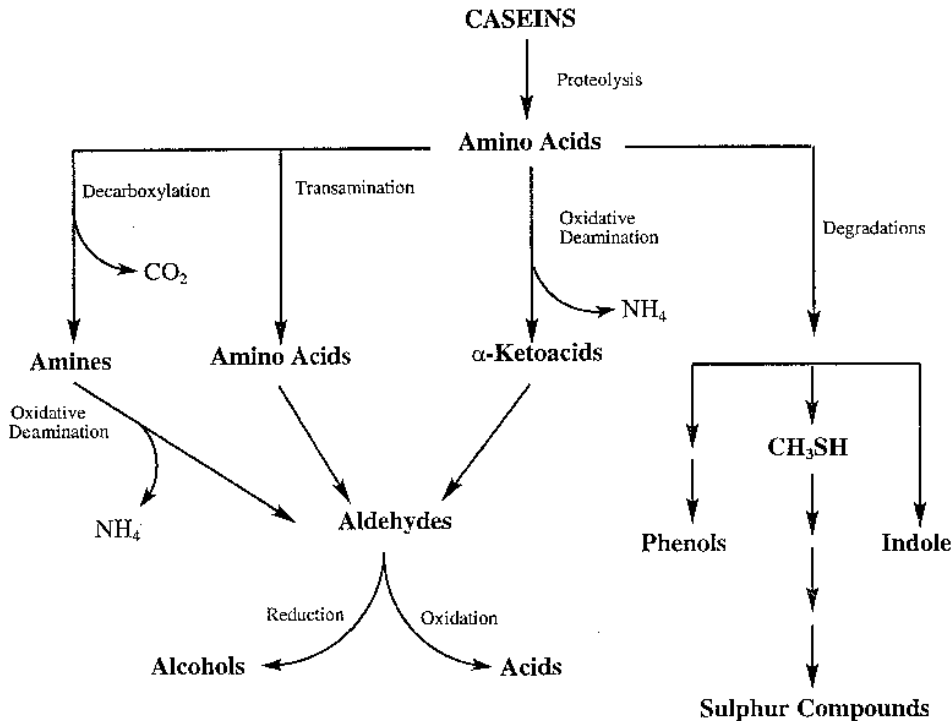 CASEINS
Proteolysis
Amino Acids
Decarboxylation
Transamination
Oxidative
Deamination
Degradations
CO₂
NH₄
Amines
Amino Acids
α-Ketoacids
Oxidative
Deamination
CH₃SH
NH₄
Aldehydes
Phenols
Indole
Reduction
Oxidation
Alcohols
Acids
Sulphur Compounds